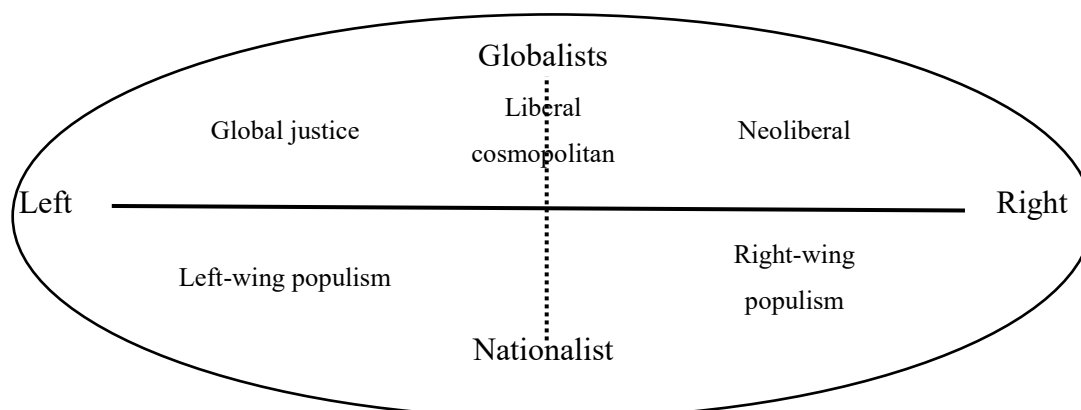 Globalists
Liberal
cosmopolitan
Global justice
Neoliberal
Left
Right
Left-wing populism
Right-wing
populism
Nationalist